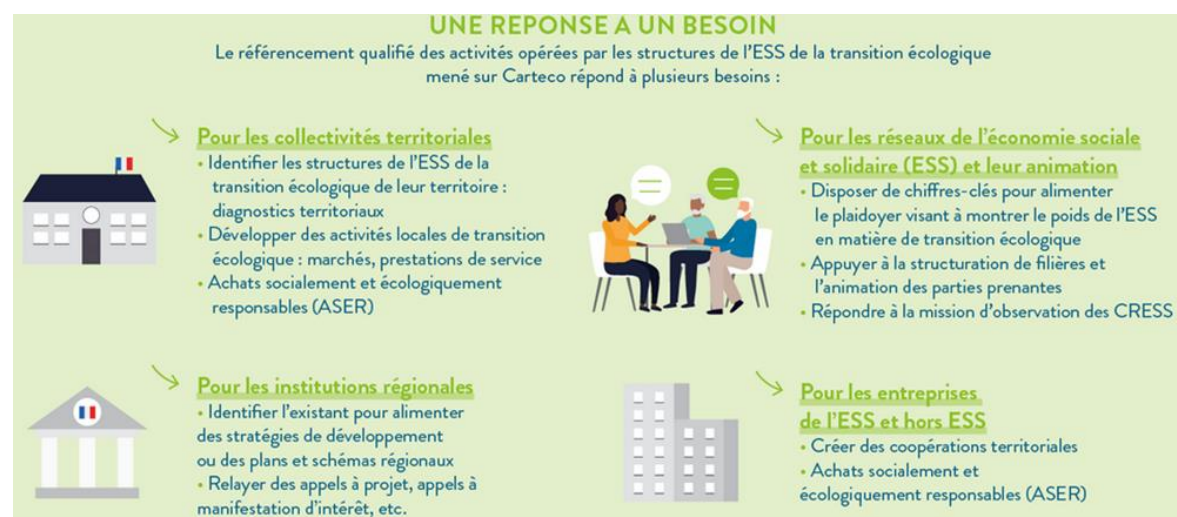 UNE REPONSE A UN BESOIN
Le référencement qualifié des activités opérées par les structures de l'ESS de la transition écologique
mené sur Carteco répond à plusieurs besoins :
Pour les collectivités territoriales
• Identifier les structures de l'ESS de la
transition écologique de leur territoire :
diagnostics territoriaux
• Développer des activités locales de transition
écologique : marchés, prestations de service
• Achats socialement et écologiquement
responsables (ASER)
Pour les réseaux de l'économie sociale
et solidaire (ESS) et leur animation
• Disposer de chiffres-clés pour alimenter
le plaidoyer visant à montrer le poids de l'ESS
en matière de transition écologique
• Appuyer à la structuration de filières et
l'animation des parties prenantes
• Répondre à la mission d'observation des CRESS
Pour les institutions régionales
• Identifier l'existant pour alimenter
des stratégies de développement
ou des plans et schémas régionaux
• Relayer des appels à projet, appels à
manifestation d'intérêt, etc.
Pour les entreprises
de l'ESS et hors ESS
• Créer des coopérations territoriales
• Achats socialement et
écologiquement responsables (ASER)